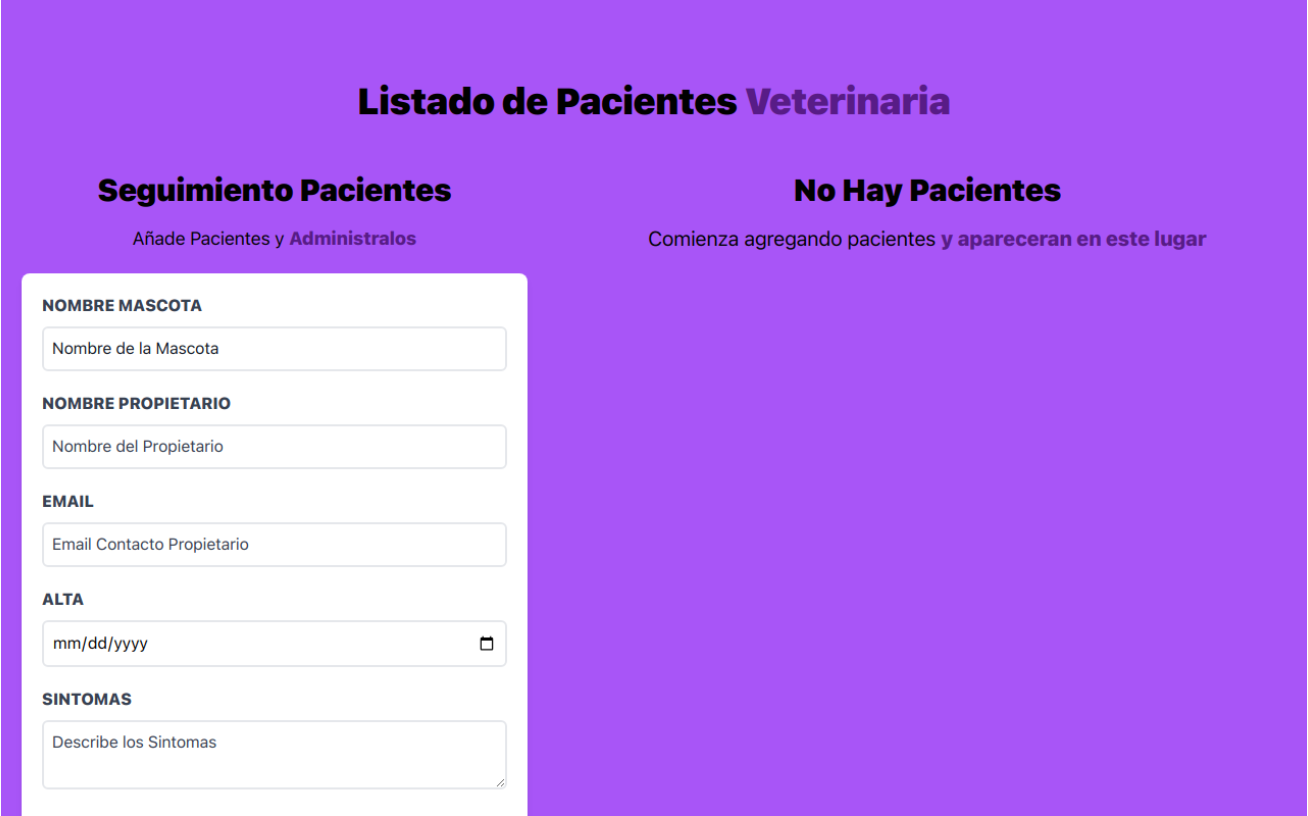 Listado de Pacientes Veterinaria
Seguimiento Pacientes
Añade Pacientes y Administralos
NOMBRE MASCOTA
Nombre de la Mascota
NOMBRE PROPIETARIO
Nombre del Propietario
EMAIL
Email Contacto Propietario
ALTA
mm/dd/yyyy
SINTOMAS
Describe los Sintomas
No Hay Pacientes
Comienza agregando pacientes y apareceran en este lugar